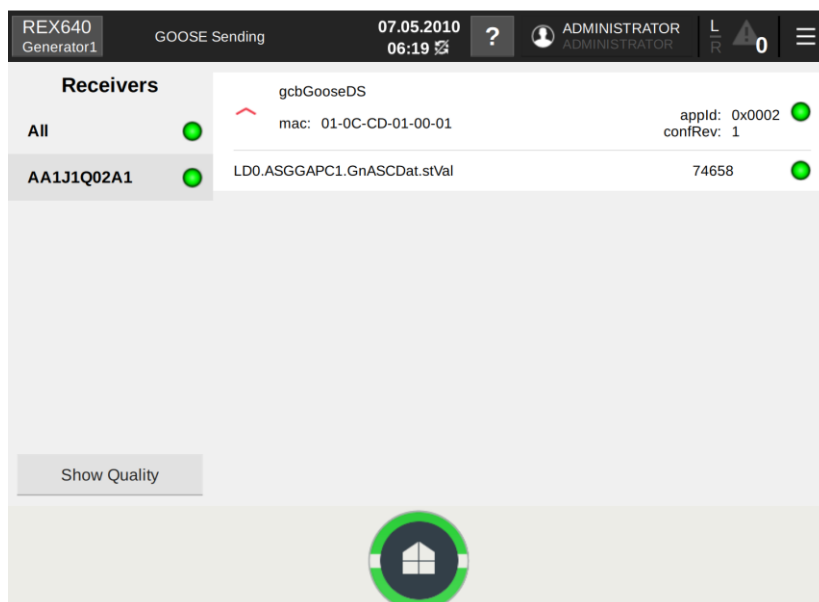 REX640
Generator1
GOOSE Sending
07.05.2010
06:19
?
ADMINISTRATOR
ADMINISTRATOR
L
R
0
Receivers
All
AA1J1Q02A1
gcbGooseDS
mac: 01-0C-CD-01-00-01
appId: 0x0002
confRev: 1
LD0.ASGGAPC1.GnASCDat.stVal 74658
Show Quality